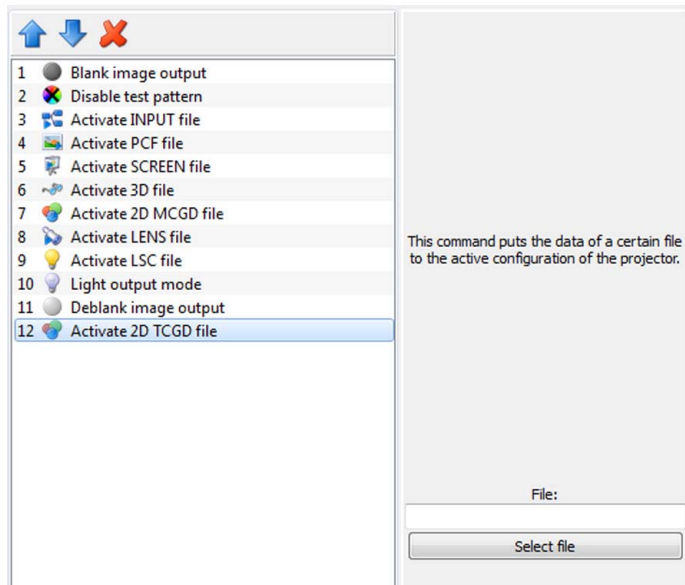 1 Blank image output
2 Disable test pattern
3 Activate INPUT file
4 Activate PCF file
5 Activate SCREEN file
6 Activate 3D file
7 Activate 2D MCGD file
8 Activate LENS file
9 Activate LSC file
10 Light output mode
11 Deblank image output
12 Activate 2D TCGD file
This command puts the data of a certain file
to the active configuration of the projector.
File:
Select file